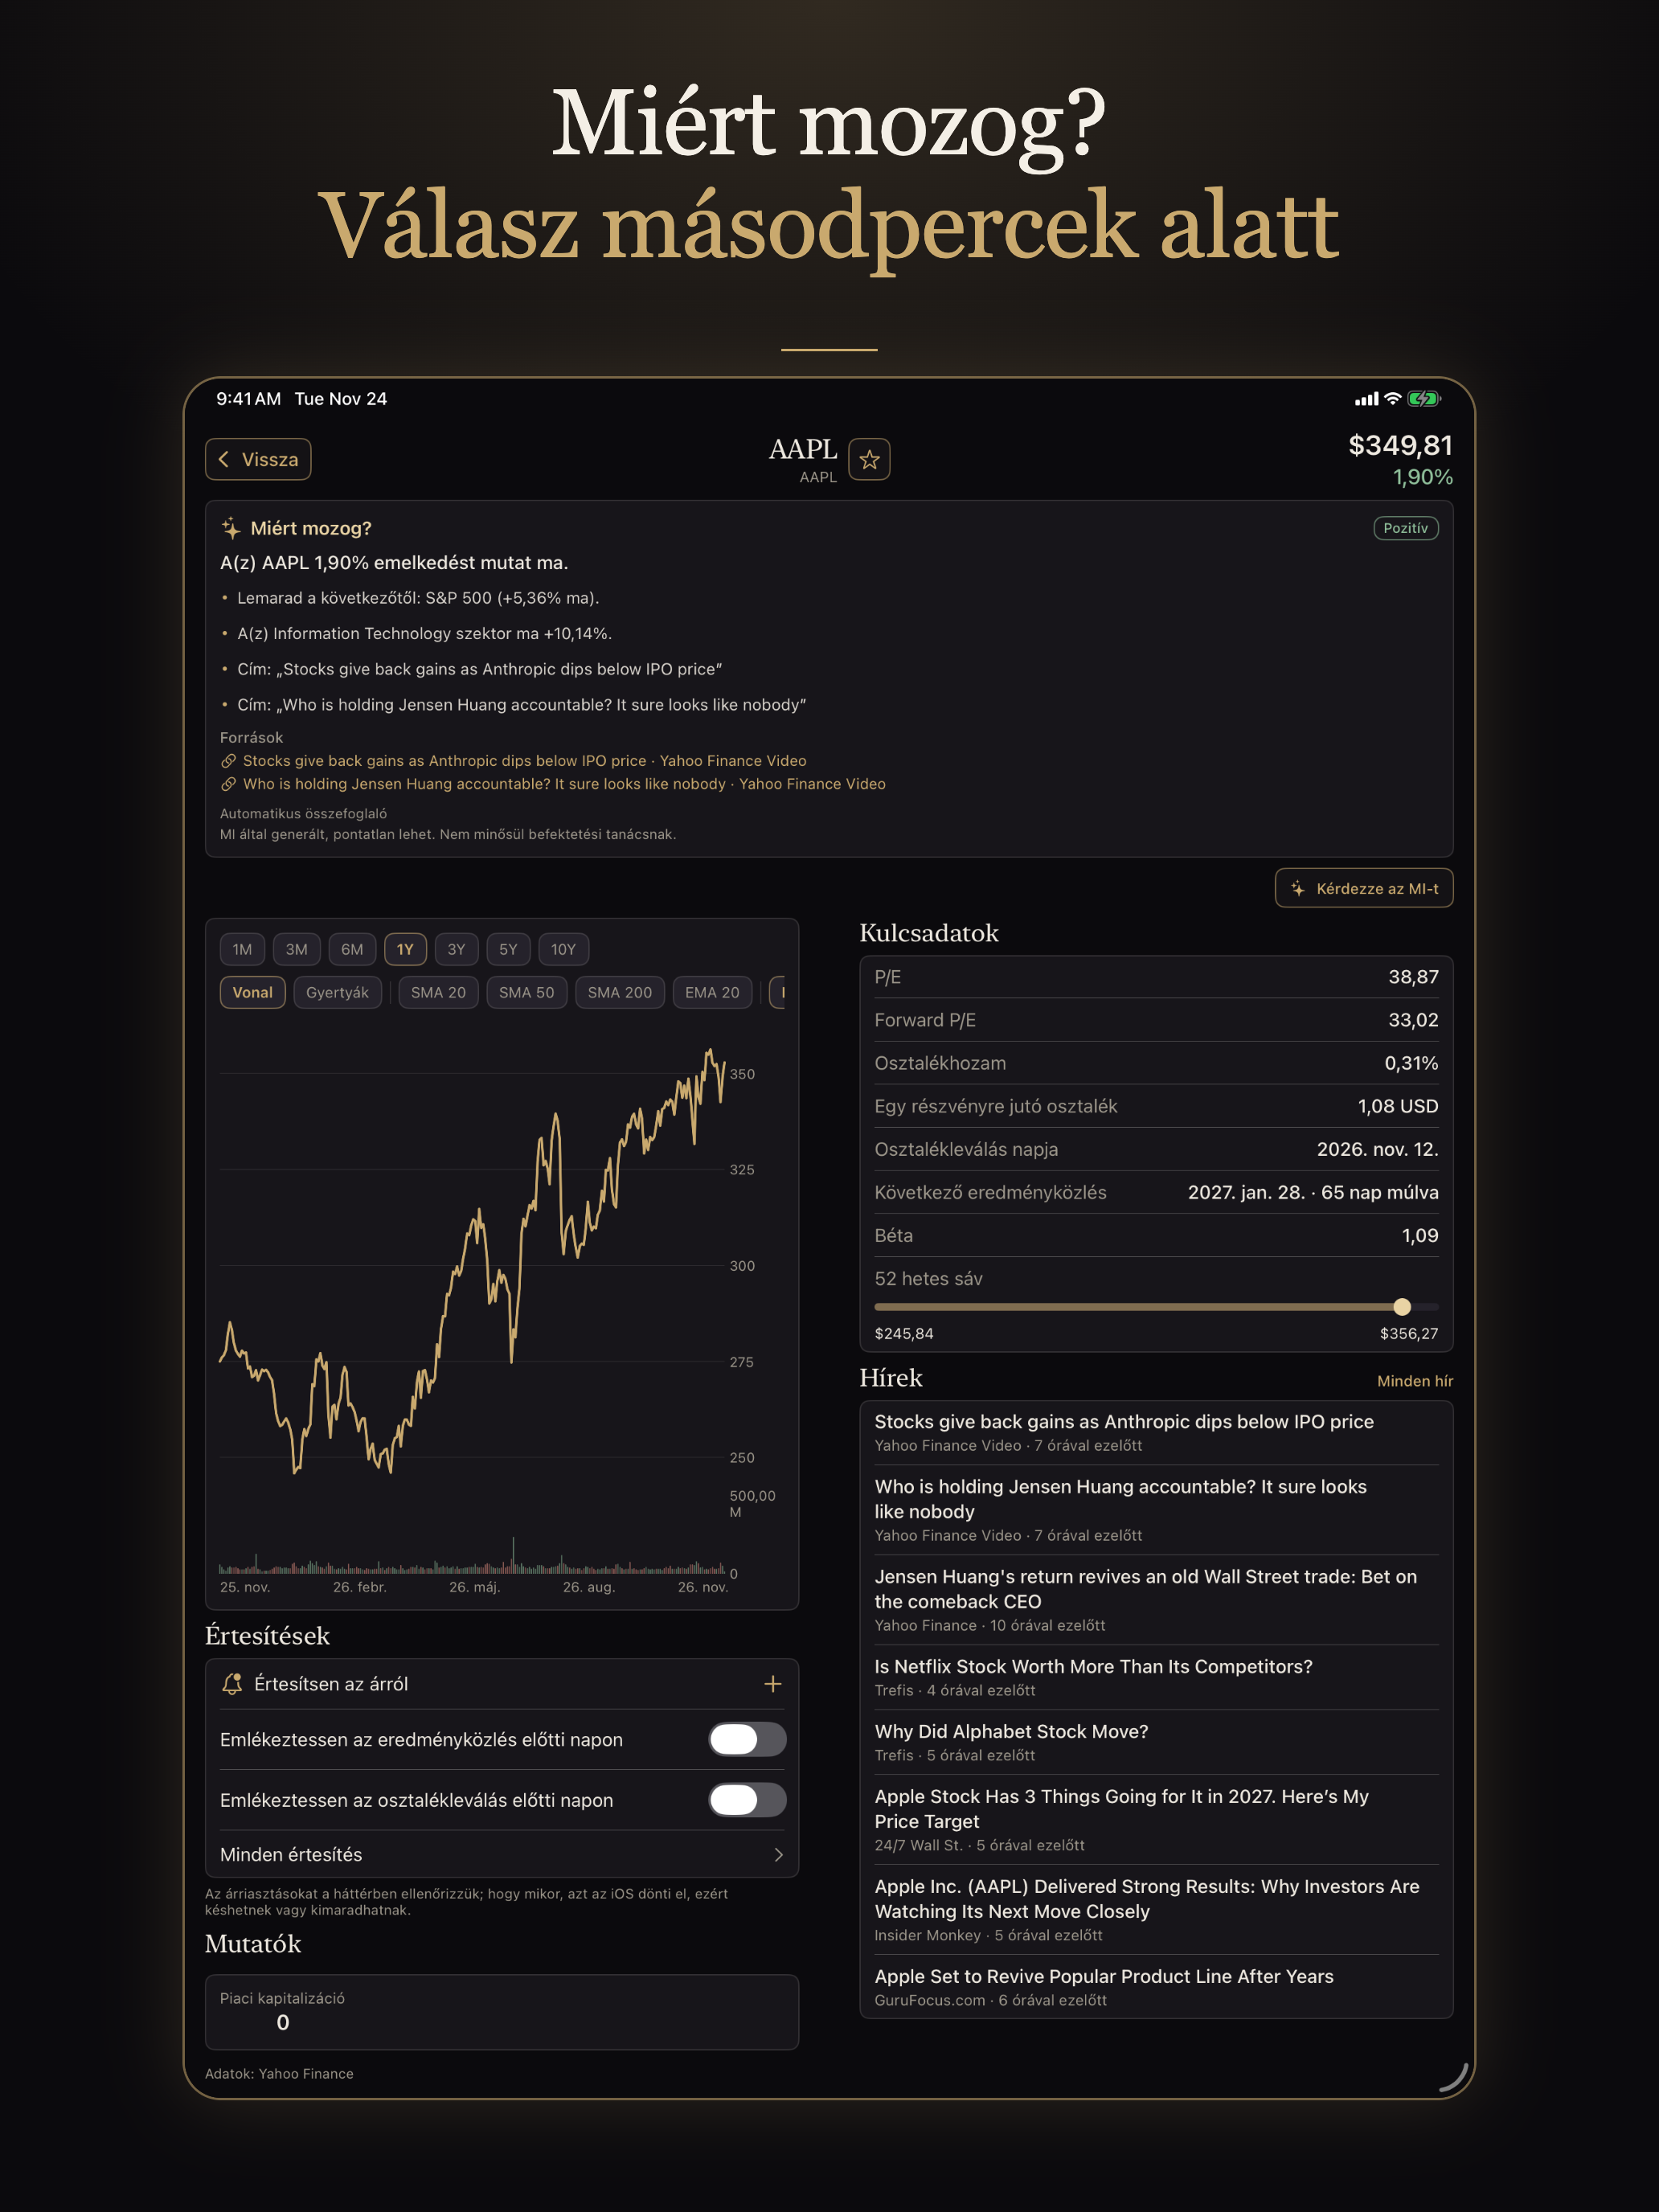 Miért mozog?
Válasz másodpercek alatt
9:41 AM Tue Nov 24
Vissza
AAPL
AAPL
$349,81
1,90%
Miért mozog?
Pozitív
A(z) AAPL 1,90% emelkedést mutat ma.
• Lemarad a következőtől: S&P 500 (+5,36% ma).
• A(z) Information Technology szektor ma +10,14%.
• Cím: „Stocks give back gains as Anthropic dips below IPO price”
• Cím: „Who is holding Jensen Huang accountable? It sure looks like nobody”
Források
Stocks give back gains as Anthropic dips below IPO price · Yahoo Finance Video
Who is holding Jensen Huang accountable? It sure looks like nobody · Yahoo Finance Video
Automatikus összefoglaló
MI által generált, pontatlan lehet. Nem minősül befektetési tanácsnak.
Kérdezze az MI-t
1M 3M 6M 1Y 3Y 5Y 10Y
Vonal Gyertyák SMA 20 SMA 50 SMA 200 EMA 20
350
325
300
275
250
500,00
M
0
25. nov. 26. febr. 26. máj. 26. aug. 26. nov.
Értesítések
Értesítsen az árról
Emlékeztessen az eredményközlés előtti napon
Emlékeztessen az osztalékleválás előtti napon
Minden értesítés
Az árriasztásokat a háttérben ellenőrizzük; hogy mikor, azt az iOS dönti el, ezért
késhetnek vagy kimaradhatnak.
Mutatók
Piaci kapitalizáció
0
Adatok: Yahoo Finance
Kulcsadatok
P/E 38,87
Forward P/E 33,02
Osztalékhozam 0,31%
Egy részvényre jutó osztalék 1,08 USD
Osztalékleválás napja 2026. nov. 12.
Következő eredményközlés 2027. jan. 28. · 65 nap múlva
Béta 1,09
52 hetes sáv
$245,84 $356,27
Hírek
Minden hír
Stocks give back gains as Anthropic dips below IPO price
Yahoo Finance Video · 7 órával ezelőtt
Who is holding Jensen Huang accountable? It sure looks
like nobody
Yahoo Finance Video · 7 órával ezelőtt
Jensen Huang's return revives an old Wall Street trade: Bet on
the comeback CEO
Yahoo Finance · 10 órával ezelőtt
Is Netflix Stock Worth More Than Its Competitors?
Trefis · 4 órával ezelőtt
Why Did Alphabet Stock Move?
Trefis · 5 órával ezelőtt
Apple Stock Has 3 Things Going for It in 2027. Here’s My
Price Target
24/7 Wall St. · 5 órával ezelőtt
Apple Inc. (AAPL) Delivered Strong Results: Why Investors Are
Watching Its Next Move Closely
Insider Monkey · 5 órával ezelőtt
Apple Set to Revive Popular Product Line After Years
GuruFocus.com · 6 órával ezelőtt